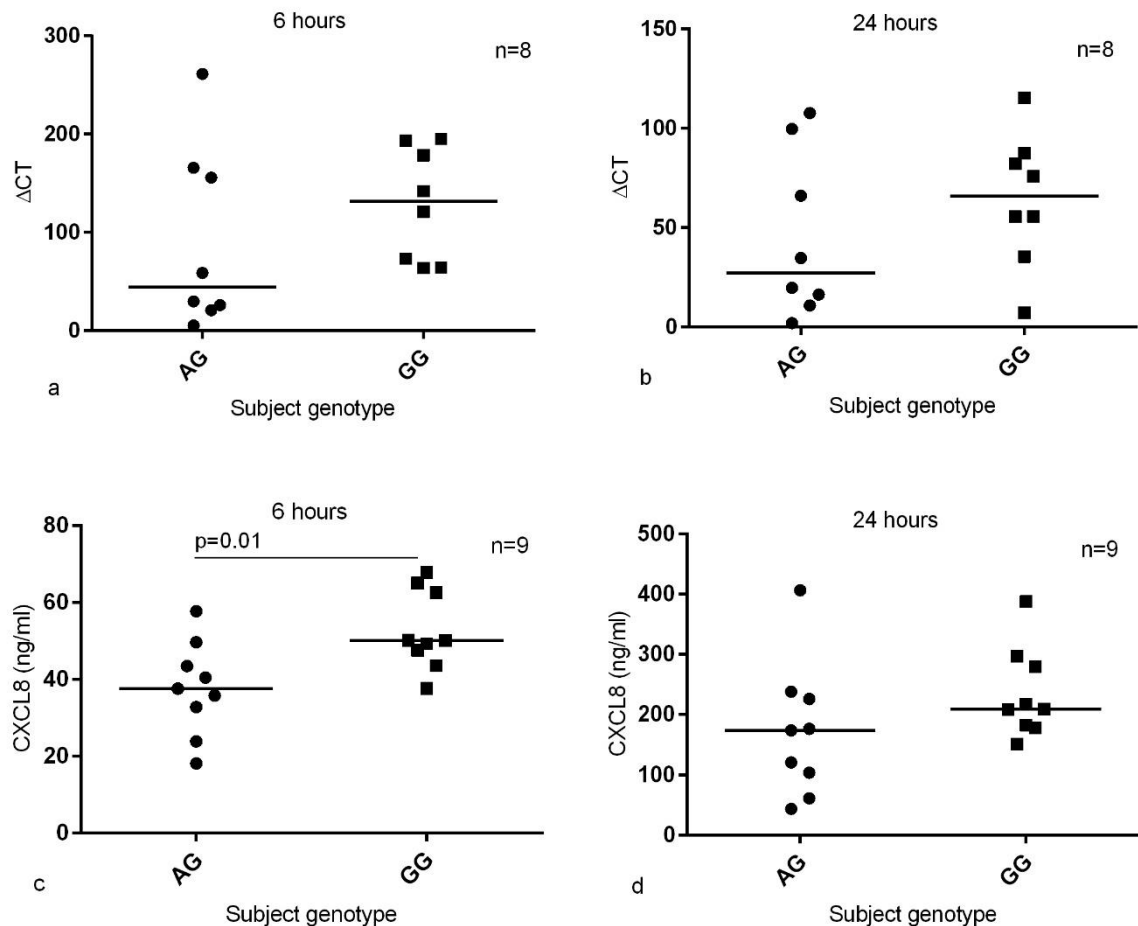 6 hours
n=8
300
200
100
0
ΔCT
AG
GG
Subject genotype
a
24 hours
n=8
150
100
50
0
ΔCT
AG
GG
Subject genotype
b
6 hours
p=0.01
n=9
80
60
40
20
0
CXCL8 (ng/ml)
AG
GG
Subject genotype
c
24 hours
n=9
500
400
300
200
100
0
CXCL8 (ng/ml)
AG
GG
Subject genotype
d